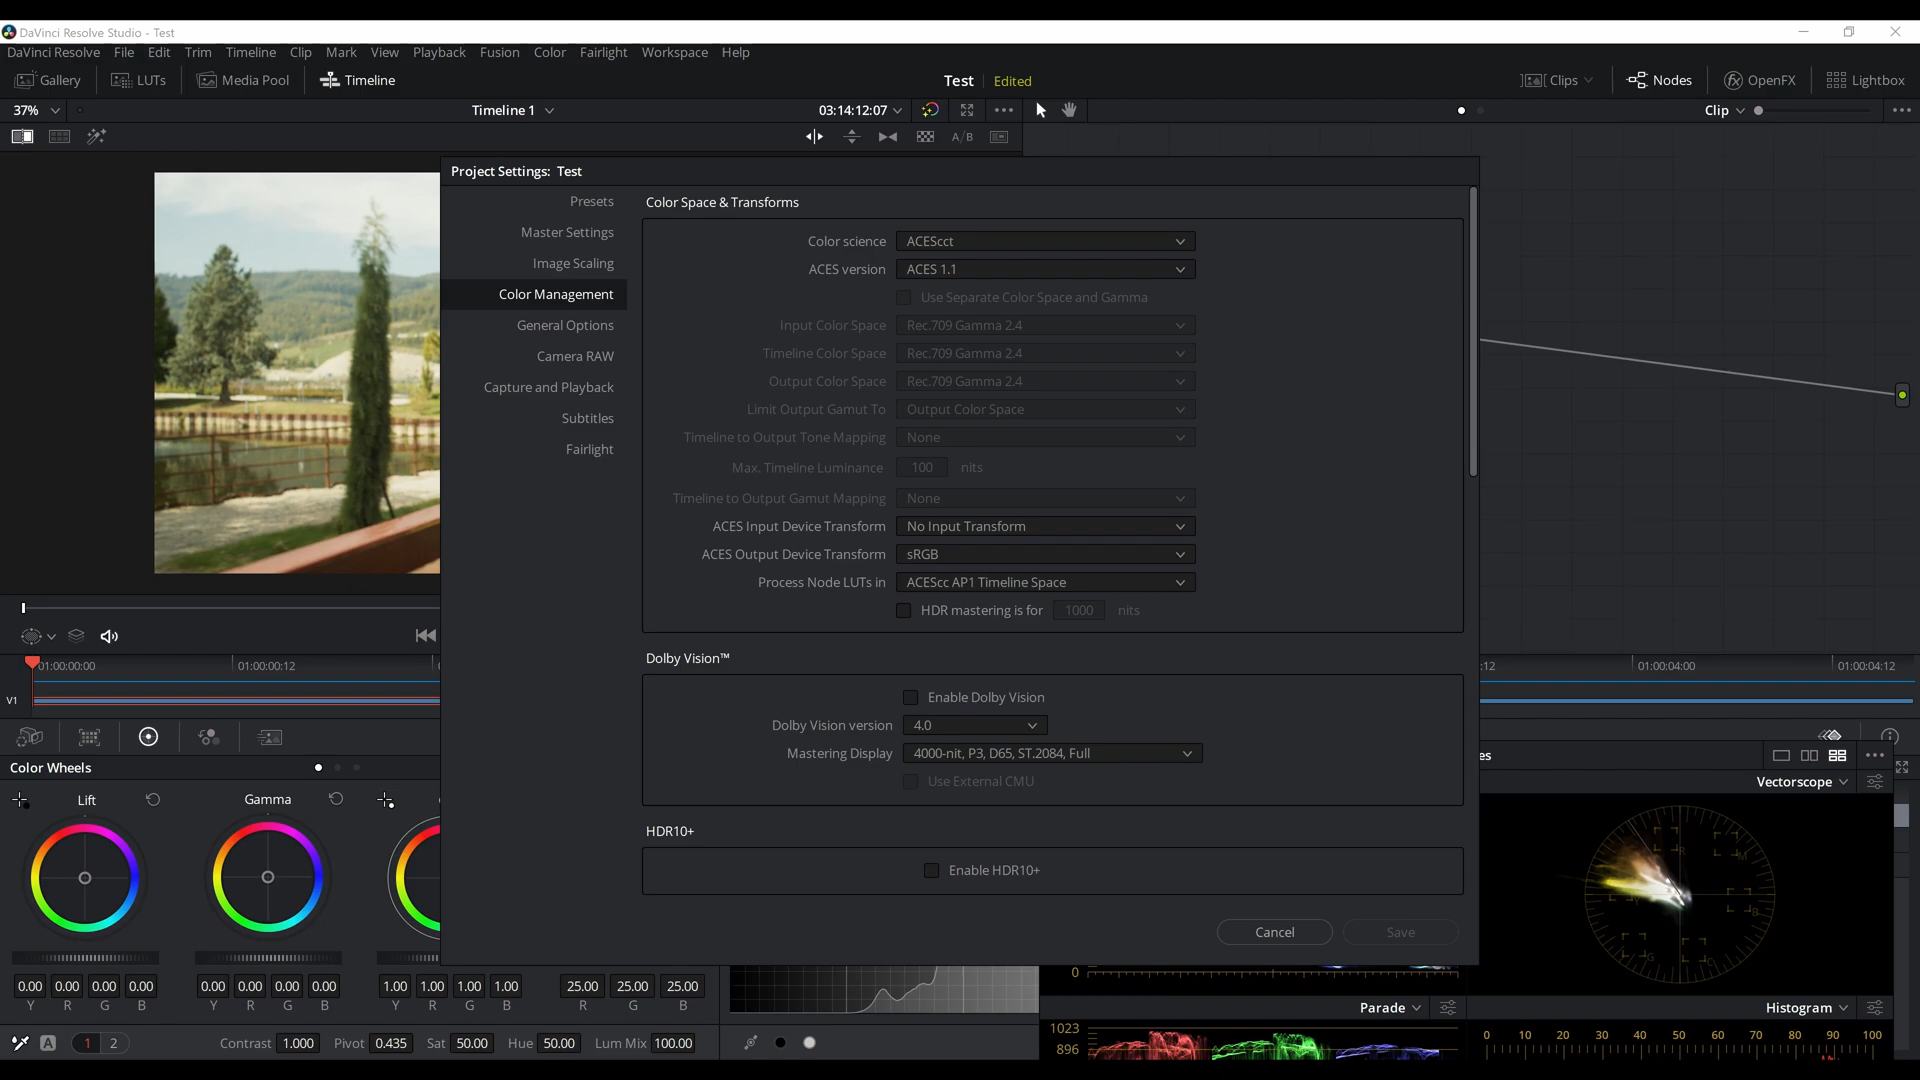 DaVinci Resolve Studio - Test
DaVinci Resolve File Edit Trim Timeline Clip Mark View Playback Fusion Color Fairlight Workspace Help
Gallery LUTs Media Pool Timeline Test Edited Clips Nodes OpenFX Lightbox
37% Timeline 1 03:14:12:07 Clip
A/B
Project Settings: Test
Presets
Master Settings
Image Scaling
Color Management
General Options
Camera RAW
Capture and Playback
Subtitles
Fairlight
Color Space & Transforms
Color science ACEScct
ACES version ACES 1.1
Use Separate Color Space and Gamma
Input Color Space Rec.709 Gamma 2.4
Timeline Color Space Rec.709 Gamma 2.4
Output Color Space Rec.709 Gamma 2.4
Limit Output Gamut To Output Color Space
Timeline to Output Tone Mapping None
Max. Timeline Luminance 100 nits
Timeline to Output Gamut Mapping None
ACES Input Device Transform No Input Transform
ACES Output Device Transform sRGB
Process Node LUTs in ACEScc AP1 Timeline Space
HDR mastering is for 1000 nits
Dolby Vision™
Enable Dolby Vision
Dolby Vision version 4.0
Mastering Display 4000-nit, P3, D65, ST.2084, Full
Use External CMU
HDR10+
Enable HDR10+
Cancel Save
01:00:00:00 01:00:00:12 :12 01:00:04:00 01:00:04:12
V1
Color Wheels es
Vectorscope
Lift Gamma
R M B C G Y
0.00 0.00 0.00 0.00 0.00 0.00 0.00 0.00 1.00 1.00 1.00 1.00 25.00 25.00 25.00
Y R G B Y R G B Y R G B R G B
0
Parade Histogram
A 1 2 Contrast 1.000 Pivot 0.435 Sat 50.00 Hue 50.00 Lum Mix 100.00
1023
896
0 10 20 30 40 50 60 70 80 90 100